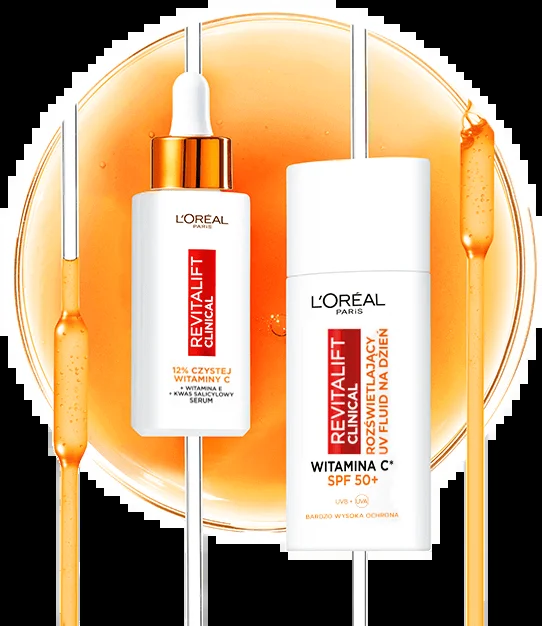 L'ORÉAL
PARIS
REVITALIFT
CLINICAL
12% CZYSTEJ
WITAMINY C
+ WITAMINA E
+ KWAS SALICYLOWY
SERUM
L'ORÉAL
PARIS
REVITALIFT
CLINICAL
ROZŚWIETLAJĄCY
UV FLUID NA DZIEŃ
WITAMINA C*
SPF 50+
UVB + UVA
BARDZO WYSOKA OCHRONA